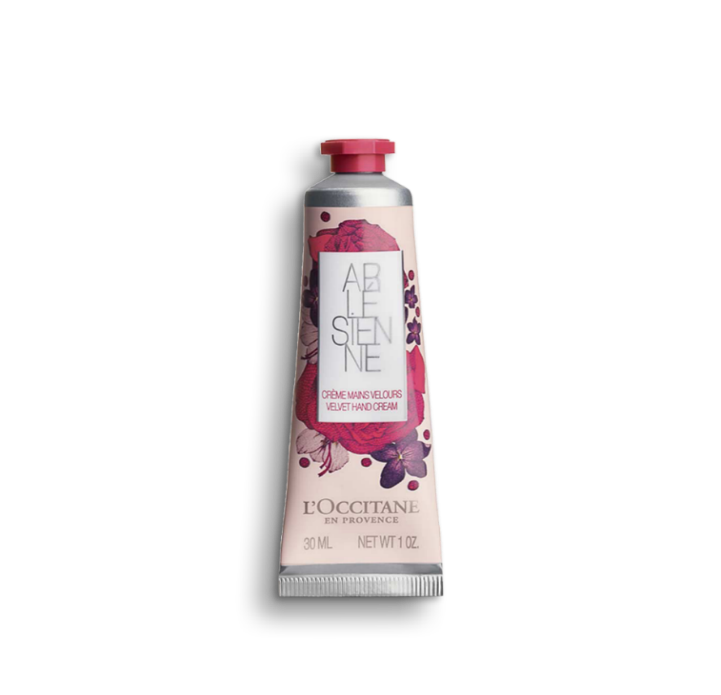 AR
LÉ
SIEN
NE
CRÈME MAINS VELOURS
VELVET HAND CREAM
L'OCCITANE
EN PROVENCE
30 ML NET WT 1 OZ.